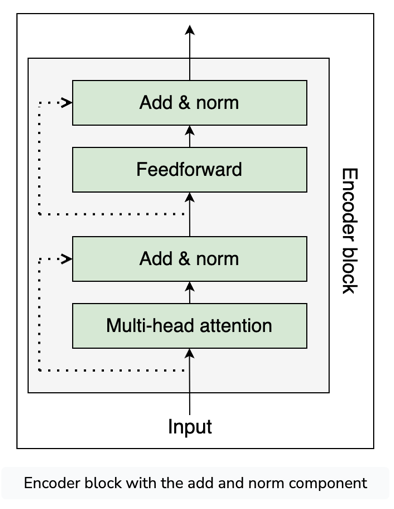 Add & norm
Feedforward
Add & norm
Multi-head attention
Encoder block
Input
Encoder block with the add and norm component